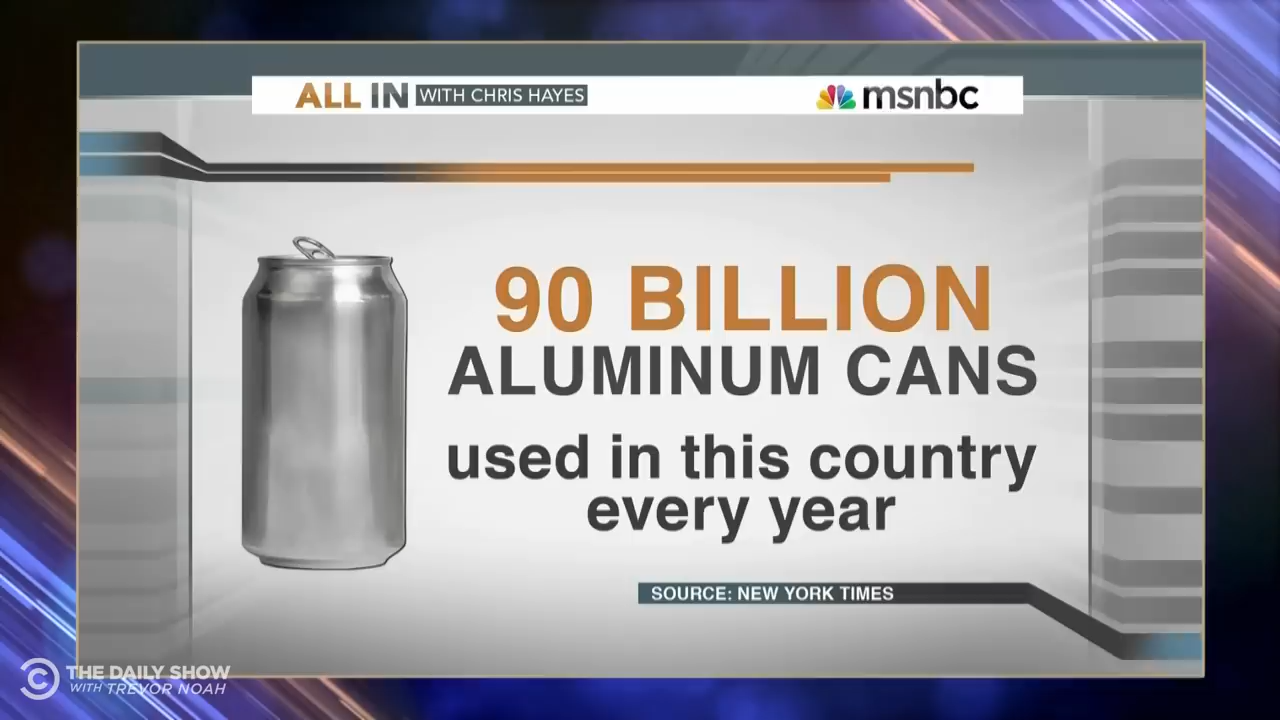 ALL IN WITH CHRIS HAYES
msnbc
90 BILLION
ALUMINUM CANS
used in this country
every year
SOURCE: NEW YORK TIMES
THE DAILY SHOW
WITH TREVOR NOAH